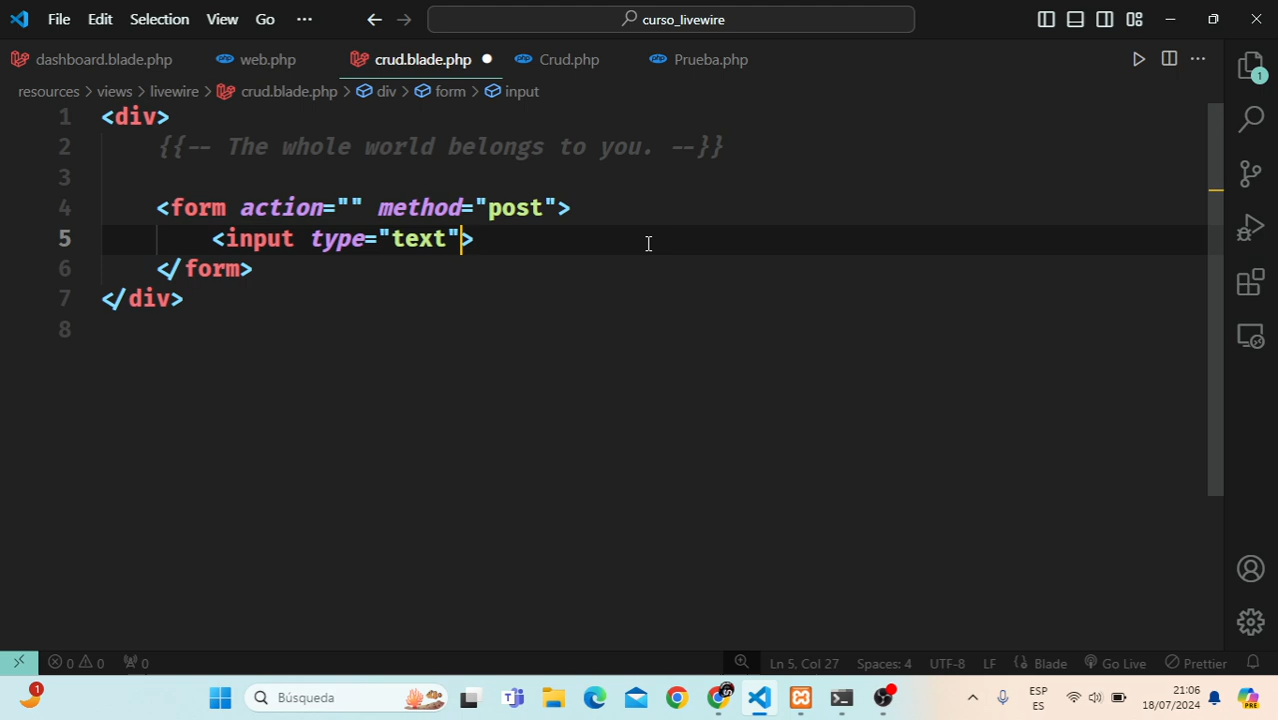 File Edit Selection View Go ··· curso_livewire
dashboard.blade.php web.php crud.blade.php Crud.php Prueba.php
resources > views > livewire > crud.blade.php > div > form > input
1 <div>
2 {{-- The whole world belongs to you. --}}
3
4 <form action="" method="post">
5 <input type="text">
6 </form>
7 </div>
8
1
0 0 0 Ln 5, Col 27 Spaces: 4 UTF-8 LF Blade Go Live Prettier
1 Búsqueda ESP ES 21:06 18/07/2024 PRE